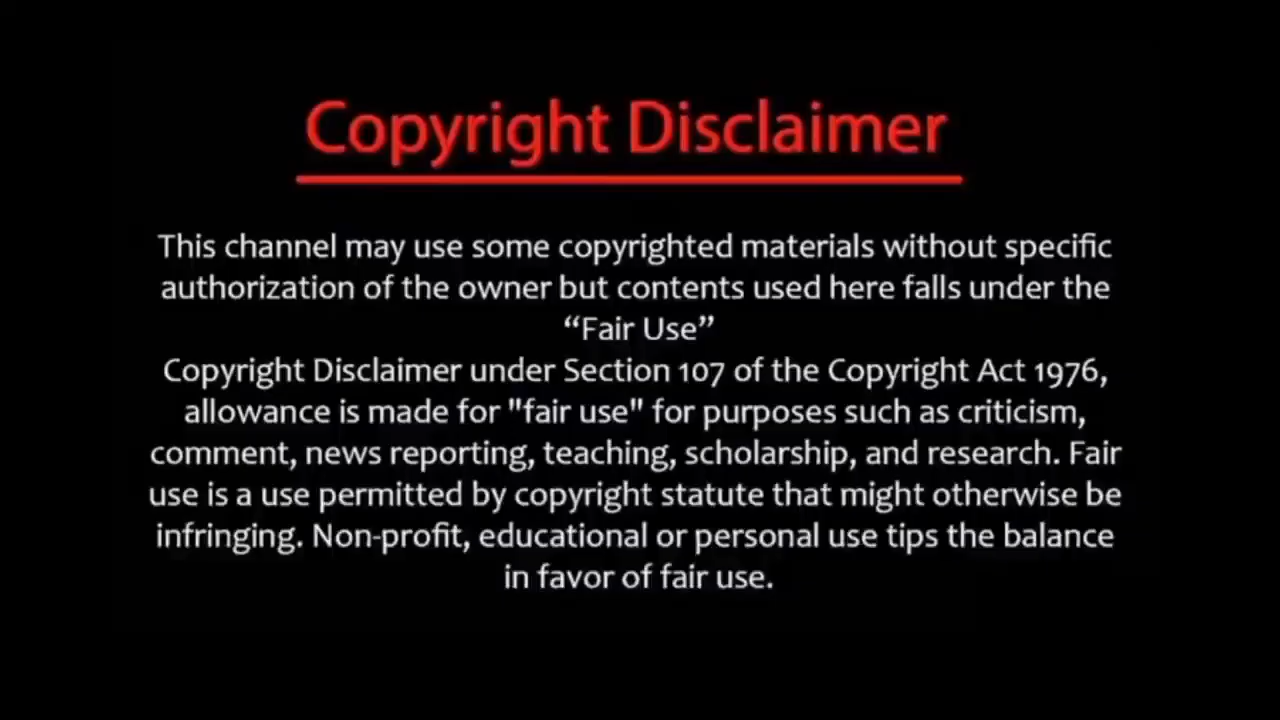 Copyright Disclaimer
This channel may use some copyrighted materials without specific
authorization of the owner but contents used here falls under the
“Fair Use”
Copyright Disclaimer under Section 107 of the Copyright Act 1976,
allowance is made for "fair use" for purposes such as criticism,
comment, news reporting, teaching, scholarship, and research. Fair
use is a use permitted by copyright statute that might otherwise be
infringing. Non-profit, educational or personal use tips the balance
in favor of fair use.